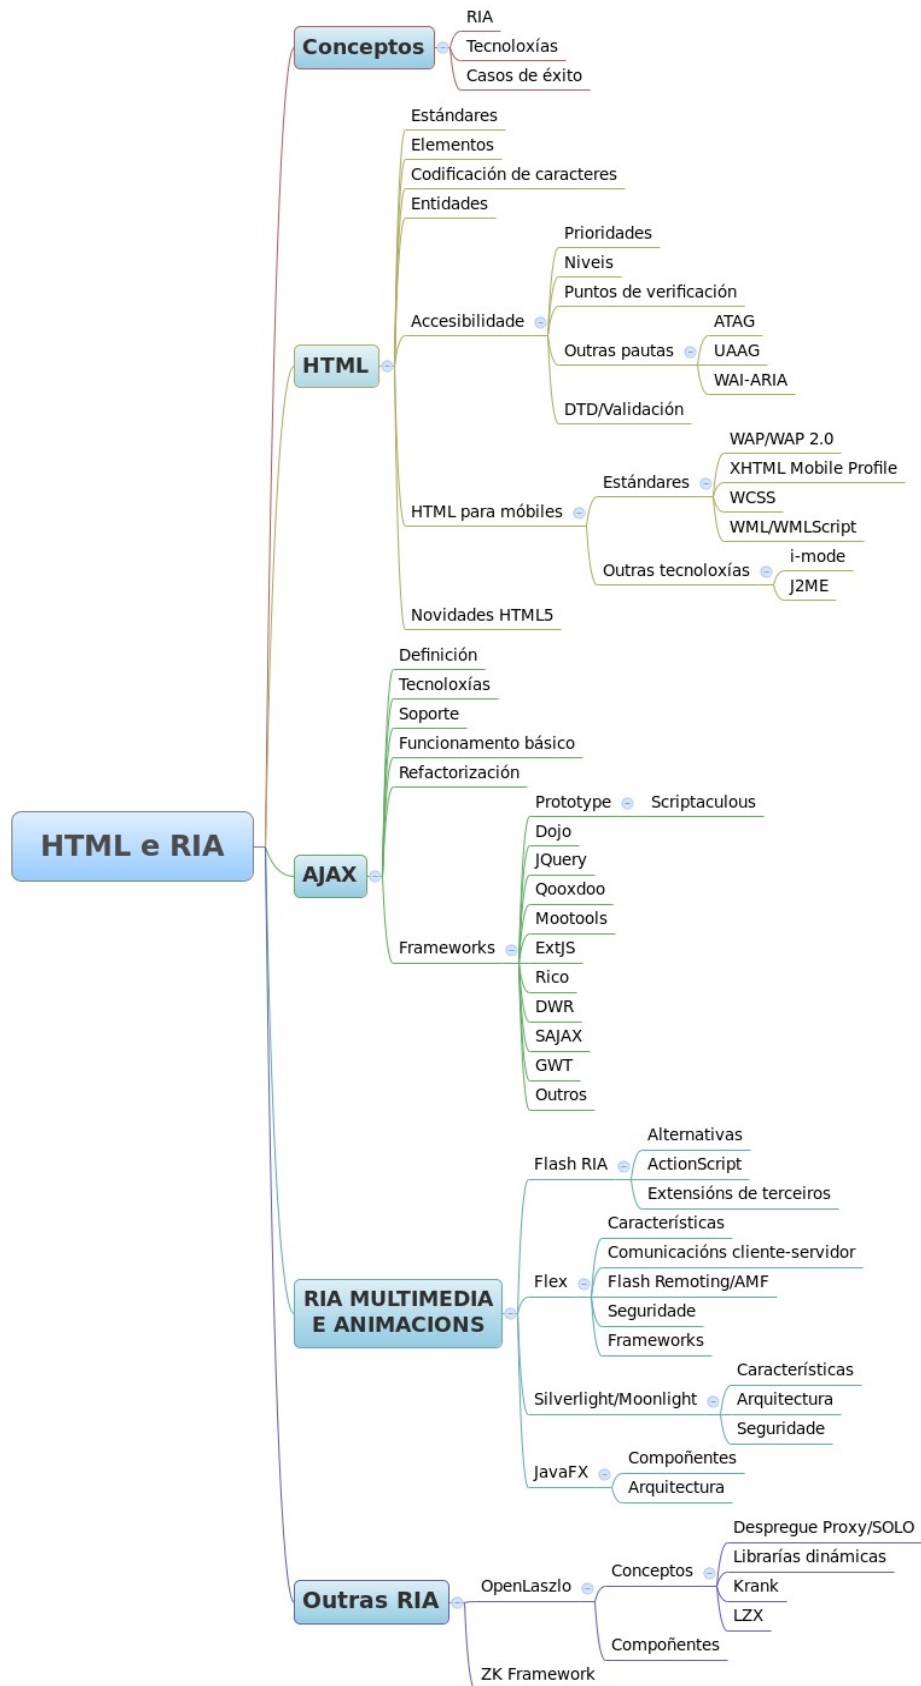 RIA
Conceptos
Tecnoloxías
Casos de éxito
Estándares
Elementos
Codificación de caracteres
Entidades
Prioridades
Niveis
Puntos de verificación
Accesibilidade
ATAG
Outras pautas
UAAG
WAI-ARIA
HTML
DTD/Validación
WAP/WAP 2.0
XHTML Mobile Profile
Estándares
WCSS
HTML para móbiles
WML/WMLScript
i-mode
Outras tecnoloxías
J2ME
Novidades HTML5
Definición
Tecnoloxías
Soporte
Funcionamento básico
Refactorización
Prototype
Scriptaculous
Dojo
HTML e RIA
JQuery
AJAX
Qooxdoo
Mootools
Frameworks
ExtJS
Rico
DWR
SAJAX
GWT
Outros
Alternativas
Flash RIA
ActionScript
Extensións de terceiros
Características
Comunicacións cliente-servidor
Flex
Flash Remoting/AMF
RIA MULTIMEDIA
E ANIMACIONS
Seguridade
Frameworks
Características
Silverlight/Moonlight
Arquitectura
Seguridade
Compoñentes
JavaFX
Arquitectura
Despregue Proxy/SOLO
Librarías dinámicas
Conceptos
Krank
OpenLaszlo
Outras RIA
LZX
Compoñentes
ZK Framework